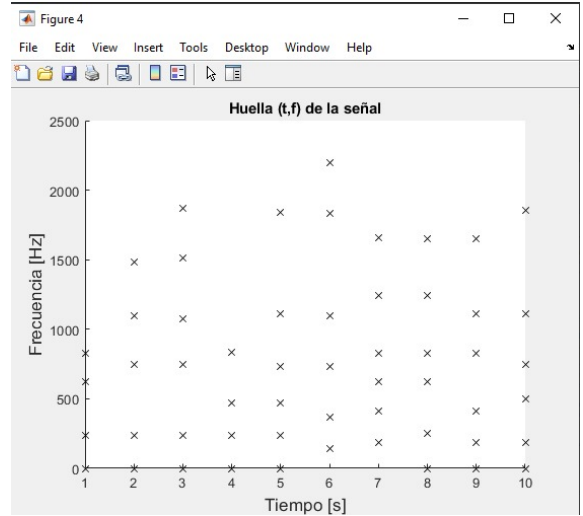 Figure 4
File Edit View Insert Tools Desktop Window Help
Huella (t,f) de la señal
2500
2000
1500
1000
500
0
Frecuencia [Hz]
1 2 3 4 5 6 7 8 9 10
Tiempo [s]